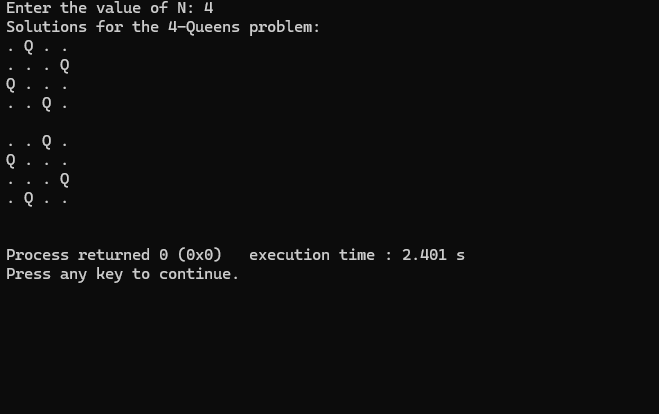 Enter the value of N: 4
Solutions for the 4-Queens problem:
. Q . .
. . . Q
Q . . .
. . Q .
. . Q .
Q . . .
. . . Q
. Q . .
Process returned 0 (0x0)   execution time : 2.401 s
Press any key to continue.